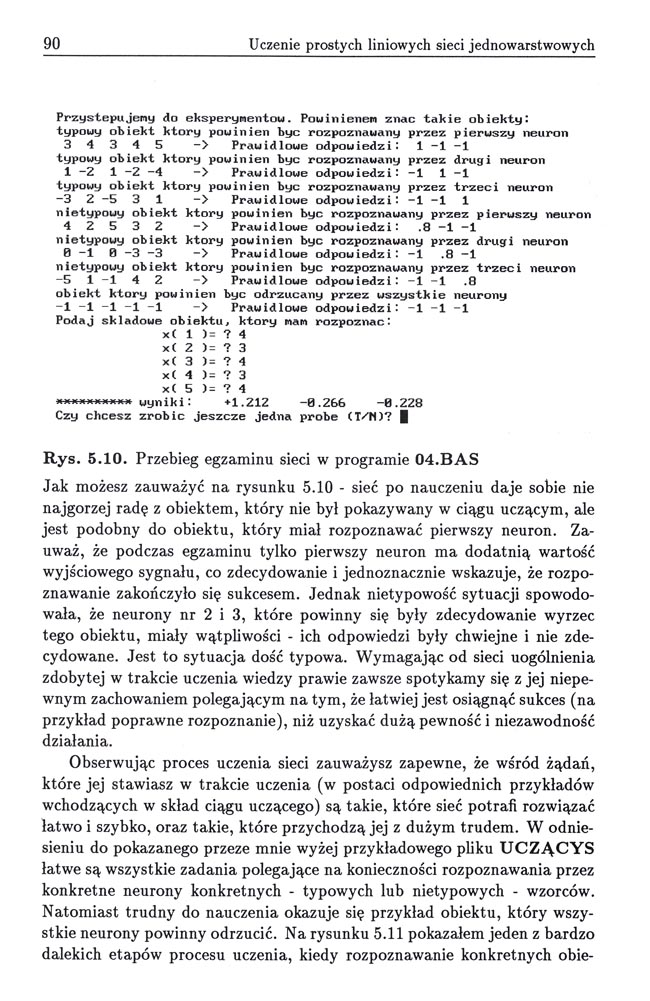 90 Uczenie prostych liniowych sieci jednowarstwowych
Przystepujemy do eksperymentow. Powinienem znac takie obiekty:
typowy obiekt ktory powinien byc rozpoznawany przez pierwszy neuron
3 4 3 4 5 -> Prawidlowe odpowiedzi: 1 -1 -1
typowy obiekt ktory powinien byc rozpoznawany przez drugi neuron
1 -2 1 -2 -4 -> Prawidlowe odpowiedzi: -1 1 -1
typowy obiekt ktory powinien byc rozpoznawany przez trzeci neuron
-3 2 -5 3 1 -> Prawidlowe odpowiedzi: -1 -1 1
nietypowy obiekt ktory powinien byc rozpoznawany przez pierwszy neuron
4 2 5 3 2 -> Prawidlowe odpowiedzi: .8 -1 -1
nietypowy obiekt ktory powinien byc rozpoznawany przez drugi neuron
0 -1 0 -3 -3 -> Prawidlowe odpowiedzi: -1 .8 -1
nietypowy obiekt ktory powinien byc rozpoznawany przez trzeci neuron
-5 1 -1 4 2 -> Prawidlowe odpowiedzi: -1 -1 .8
obiekt ktory powinien byc odrzucany przez wszystkie neurony
-1 -1 -1 -1 -1 -> Prawidlowe odpowiedzi: -1 -1 -1
Podaj skladowe obiektu, ktory mam rozpoznac:
x( 1 )= ? 4
x( 2 )= ? 3
x( 3 )= ? 4
x( 4 )= ? 3
x( 5 )= ? 4
********** wyniki: +1.212 -0.266 -0.228
Czy chcesz zrobic jeszcze jedna probe (T/N)?
Rys. 5.10. Przebieg egzaminu sieci w programie 04.BAS
Jak możesz zauważyć na rysunku 5.10 - sieć po nauczeniu daje sobie nie
najgorzej radę z obiektem, który nie był pokazywany w ciągu uczącym, ale
jest podobny do obiektu, który miał rozpoznawać pierwszy neuron. Za-
uważ, że podczas egzaminu tylko pierwszy neuron ma dodatnią wartość
wyjściowego sygnału, co zdecydowanie i jednoznacznie wskazuje, że rozpo-
znawanie zakończyło się sukcesem. Jednak nietypowość sytuacji spowodo-
wała, że neurony nr 2 i 3, które powinny się były zdecydowanie wyrzec
tego obiektu, miały wątpliwości - ich odpowiedzi były chwiejne i nie zde-
cydowane. Jest to sytuacja dość typowa. Wymagając od sieci uogólnienia
zdobytej w trakcie uczenia wiedzy prawie zawsze spotykamy się z jej niepe-
wnym zachowaniem polegającym na tym, że łatwiej jest osiągnąć sukces (na
przykład poprawne rozpoznanie), niż uzyskać dużą pewność i niezawodność
działania.
Obserwując proces uczenia sieci zauważysz zapewne, że wśród żądań,
które jej stawiasz w trakcie uczenia (w postaci odpowiednich przykładów
wchodzących w skład ciągu uczącego) są takie, które sieć potrafi rozwiązać
łatwo i szybko, oraz takie, które przychodzą jej z dużym trudem. W odnie-
sieniu do pokazanego przeze mnie wyżej przykładowego pliku UCZĄCYS
łatwe są wszystkie zadania polegające na konieczności rozpoznawania przez
konkretne neurony konkretnych - typowych lub nietypowych - wzorców.
Natomiast trudny do nauczenia okazuje się przykład obiektu, który wszy-
stkie neurony powinny odrzucić. Na rysunku 5.11 pokazałem jeden z bardzo
dalekich etapów procesu uczenia, kiedy rozpoznawanie konkretnych obie-